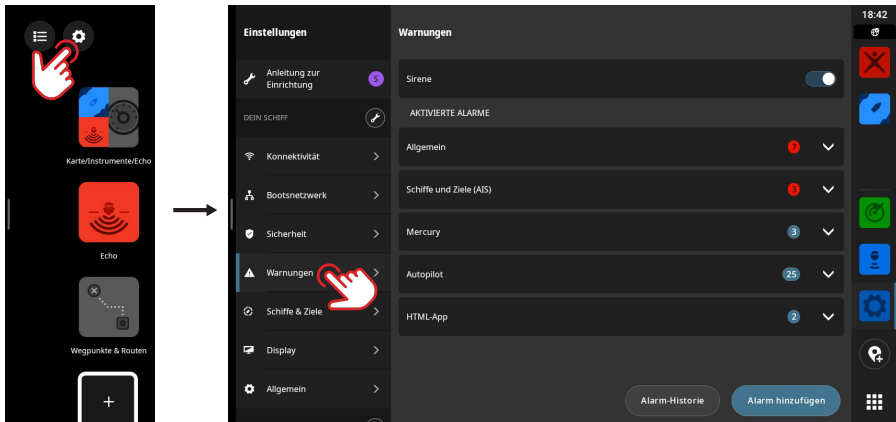 Karte/Instrumente/Echo
Echo
Wegpunkte & Routen
Einstellungen
Anleitung zur
Einrichtung
5
DEIN SCHIFF
Konnektivität
Bootsnetzwerk
Sicherheit
Warnungen
Schiffe & Ziele
Display
Allgemein
Warnungen
Sirene
AKTIVIERTE ALARME
Allgemein 7
Schiffe und Ziele (AIS) 3
Mercury 3
Autopilot 25
HTML-App 2
Alarm-Historie
Alarm hinzufügen
18:42